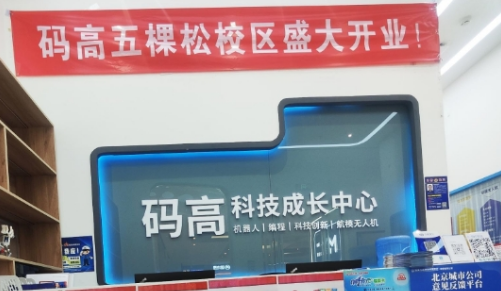 码高五棵松校区盛大开业！
码高 科技成长中心
机器人 | 编程 | 科技创新 | 航模无人机
北京城市公司
意见反馈平台